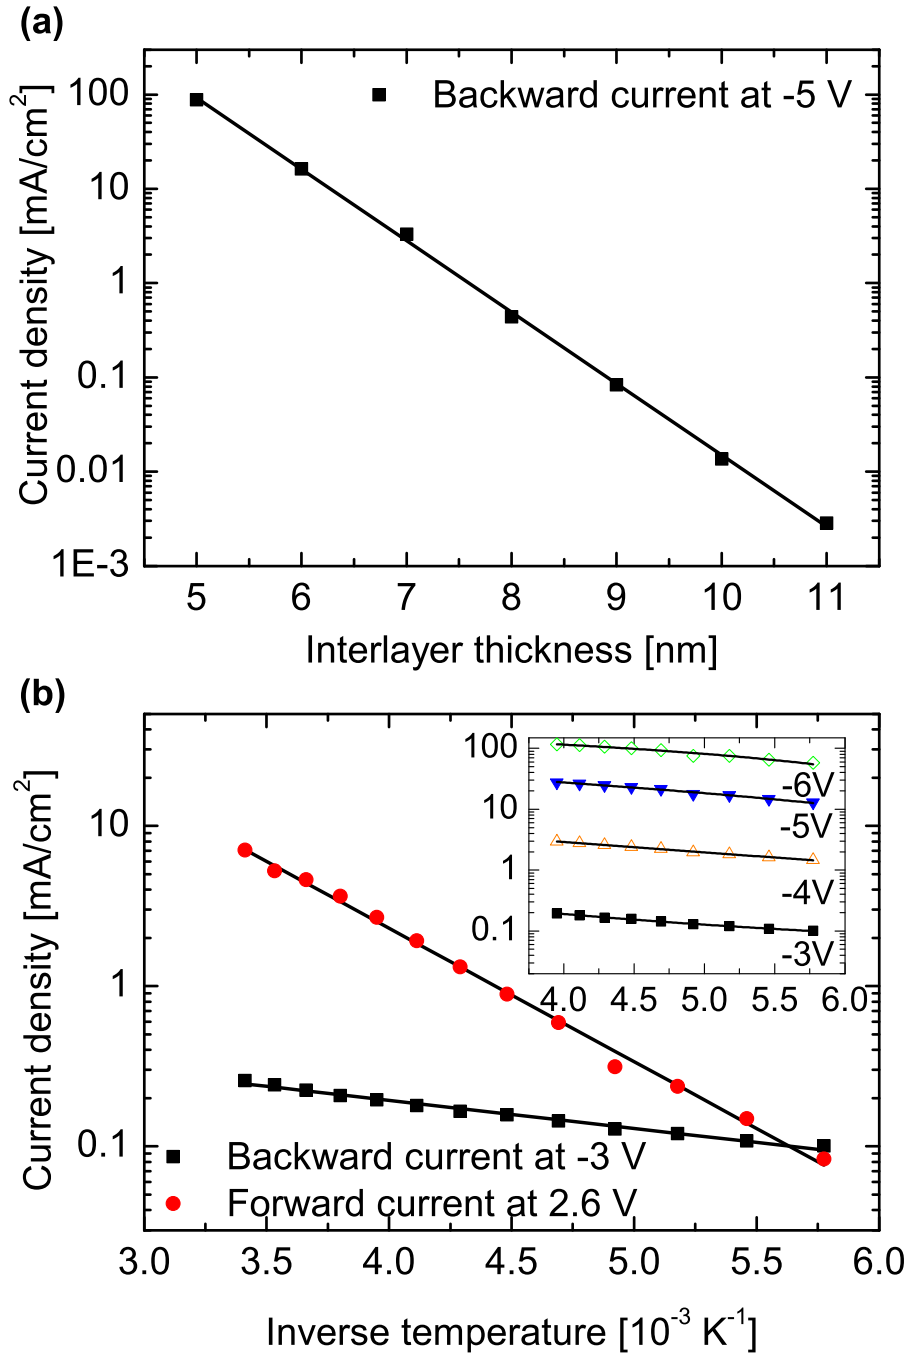 (a)
Current density [mA/cm²]
100
10
1
0.1
0.01
1E-3
Backward current at -5 V
5 6 7 8 9 10 11
Interlayer thickness [nm]
(b)
Current density [mA/cm²]
10
1
0.1
100
10
1
0.1
-6V
-5V
-4V
-3V
4.0 4.5 5.0 5.5 6.0
Backward current at -3 V
Forward current at 2.6 V
3.0 3.5 4.0 4.5 5.0 5.5 6.0
Inverse temperature [10⁻³ K⁻¹]